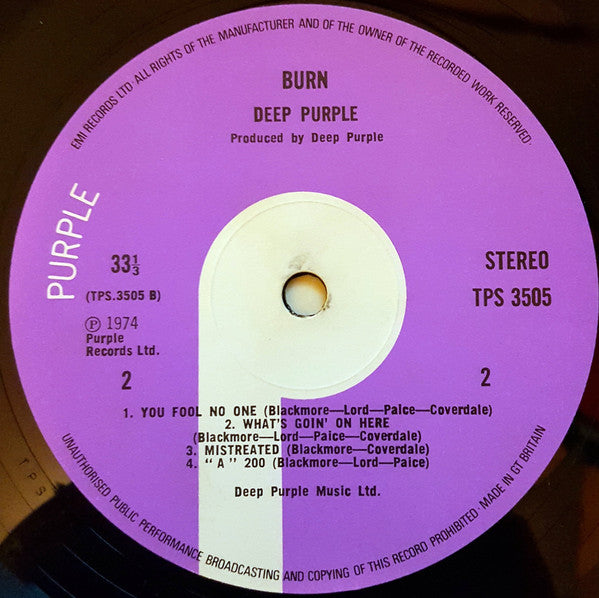 EMI RECORDS LTD ALL RIGHTS OF THE MANUFACTURER AND OF THE OWNER OF THE RECORDED WORK RESERVED
BURN
DEEP PURPLE
Produced by Deep Purple
PURPLE
33⅓
(TPS.3505 B)
Ⓟ 1974
Purple
Records Ltd.
2
STEREO
TPS 3505
2
1. YOU FOOL NO ONE (Blackmore—Lord—Paice—Coverdale)
2. WHAT'S GOIN' ON HERE
(Blackmore—Lord—Paice—Coverdale)
3. MISTREATED (Blackmore—Coverdale)
4. "A" 200 (Blackmore—Lord—Paice)
Deep Purple Music Ltd.
UNAUTHORISED PUBLIC PERFORMANCE BROADCASTING AND COPYING OF THIS RECORD PROHIBITED · MADE IN GT BRITAIN
TPS